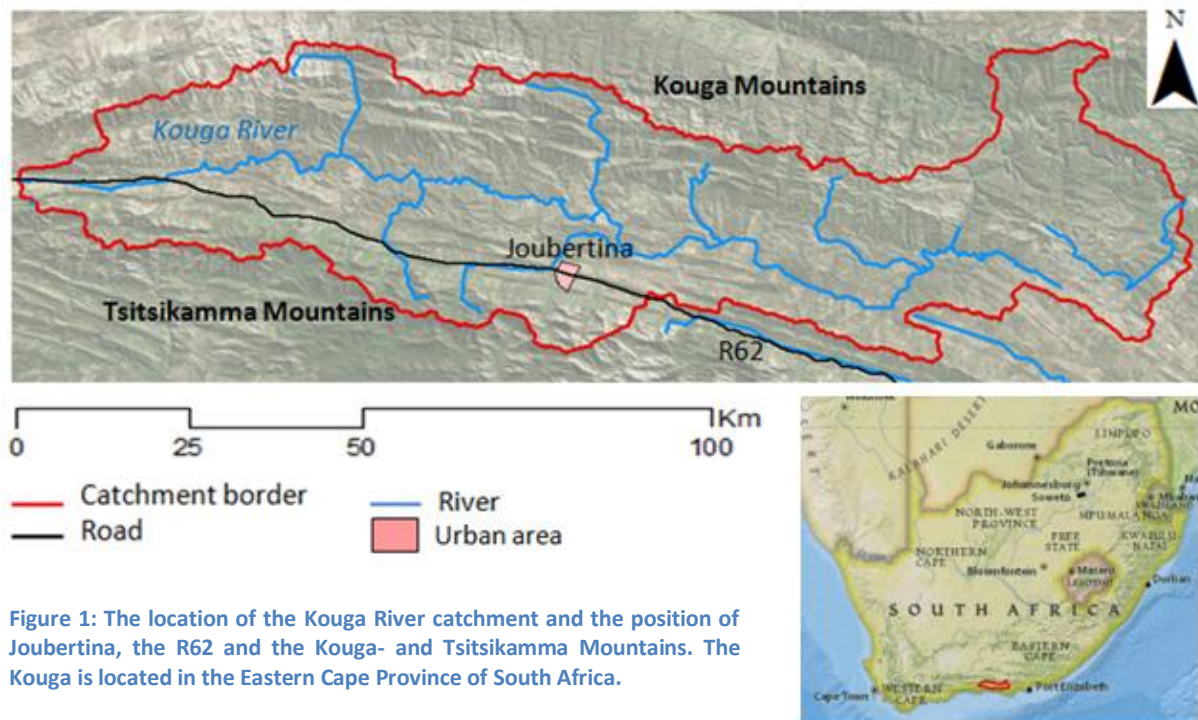 N
Kouga Mountains
Kouga River
Joubertina
Tsitsikamma Mountains
R62
Km
0 25 50 100
Catchment border
River
Road
Urban area
Figure 1: The location of the Kouga River catchment and the position of
Joubertina, the R62 and the Kouga- and Tsitsikamma Mountains. The
Kouga is located in the Eastern Cape Province of South Africa.
MO
KALAHARI DESERT
LIMPOPO
Gaborone
Pretoria
(Tshwane)
Johannesburg
Soweto
NORTH-WEST
PROVINCE
MPUMALANGA
SWAZILAND
FREE
STATE
KWAZULU-
NATAL
NORTHERN
CAPE
Bloemfontein
Maseru
LESOTHO
Durban
SOUTH AFRICA
EASTERN
CAPE
Cape Town
WESTERN
CAPE
Port Elizabeth